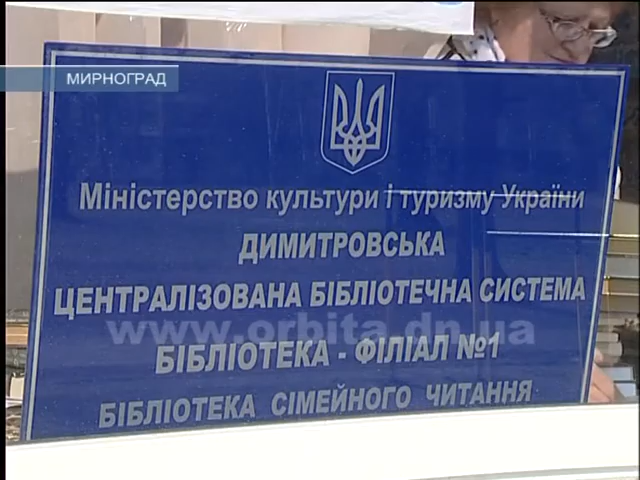 МИРНОГРАД
Міністерство культури і туризму України
ДИМИТРОВСЬКА
ЦЕНТРАЛІЗОВАНА БІБЛІОТЕЧНА СИСТЕМА
www.orbita.dn.ua
БІБЛІОТЕКА - ФІЛІАЛ №1
БІБЛІОТЕКА СІМЕЙНОГО ЧИТАННЯ